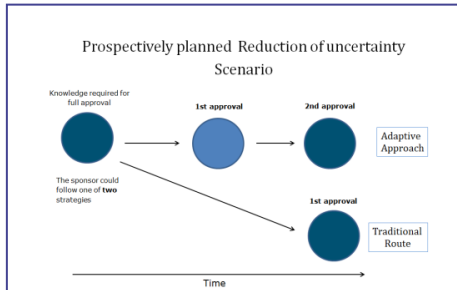 Prospectively planned Reduction of uncertainty
Scenario
Knowledge required for
full approval
1st approval
2nd approval
Adaptive
Approach
The sponsor could
follow one of two
strategies
1st approval
Traditional
Route
Time